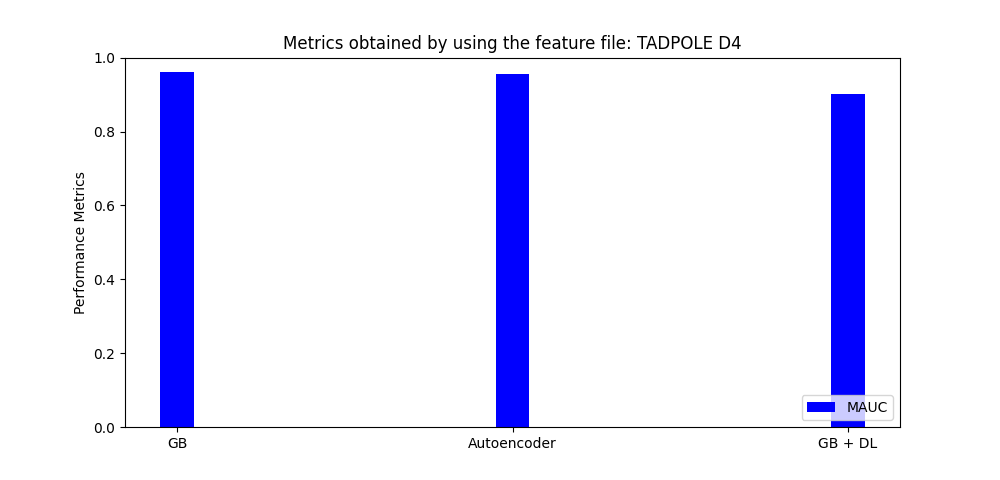 Metrics obtained by using the feature file: TADPOLE D4
Performance Metrics
1.0
0.8
0.6
0.4
0.2
0.0
MAUC
GB
Autoencoder
GB + DL